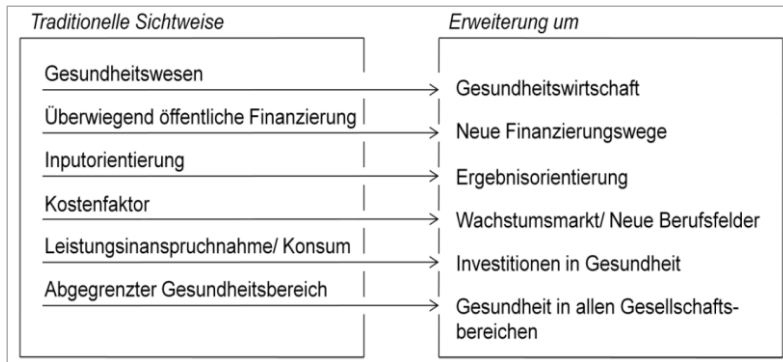 Traditionelle Sichtweise
Gesundheitswesen
Überwiegend öffentliche Finanzierung
Inputorientierung
Kostenfaktor
Leistungsinanspruchnahme/ Konsum
Abgegrenzter Gesundheitsbereich
Erweiterung um
Gesundheitswirtschaft
Neue Finanzierungswege
Ergebnisorientierung
Wachstumsmarkt/ Neue Berufsfelder
Investitionen in Gesundheit
Gesundheit in allen Gesellschafts-
bereichen